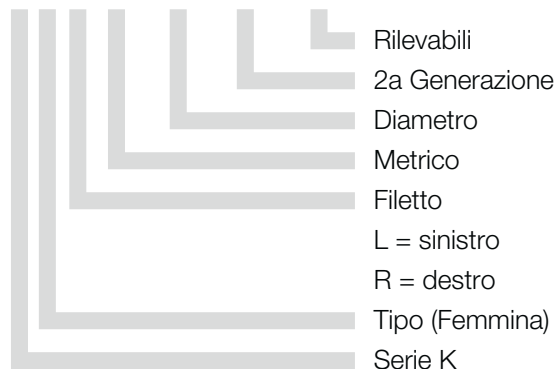 Rilevabili
2a Generazione
Diametro
Metrico
Filetto
L = sinistro
R = destro
Tipo (Femmina)
Serie K